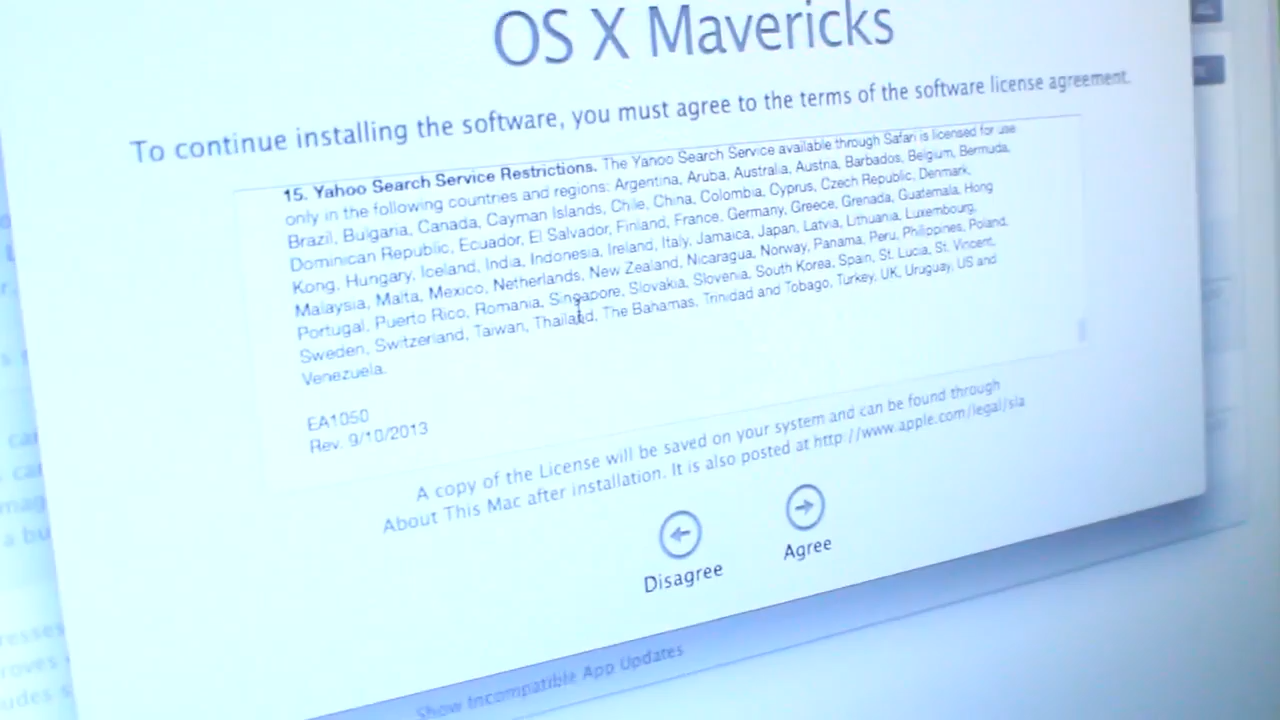 OS X Mavericks
To continue installing the software, you must agree to the terms of the software license agreement.
15. Yahoo Search Service Restrictions. The Yahoo Search Service available through Safari is licensed for use
only in the following countries and regions: Argentina, Aruba, Australia, Austria, Barbados, Belgium, Bermuda,
Brazil, Bulgaria, Canada, Cayman Islands, Chile, China, Colombia, Cyprus, Czech Republic, Denmark,
Dominican Republic, Ecuador, El Salvador, Finland, France, Germany, Greece, Grenada, Guatemala, Hong
Kong, Hungary, Iceland, India, Indonesia, Ireland, Italy, Jamaica, Japan, Latvia, Lithuania, Luxembourg,
Malaysia, Malta, Mexico, Netherlands, New Zealand, Nicaragua, Norway, Panama, Peru, Philippines, Poland,
Portugal, Puerto Rico, Romania, Singapore, Slovakia, Slovenia, South Korea, Spain, St. Lucia, St. Vincent,
Sweden, Switzerland, Taiwan, Thailand, The Bahamas, Trinidad and Tobago, Turkey, UK, Uruguay, US and
Venezuela.
EA1050
Rev. 9/10/2013
A copy of the License will be saved on your system and can be found through
About This Mac after installation. It is also posted at http://www.apple.com/legal/sla
Disagree
Agree
Show Incompatible App Updates